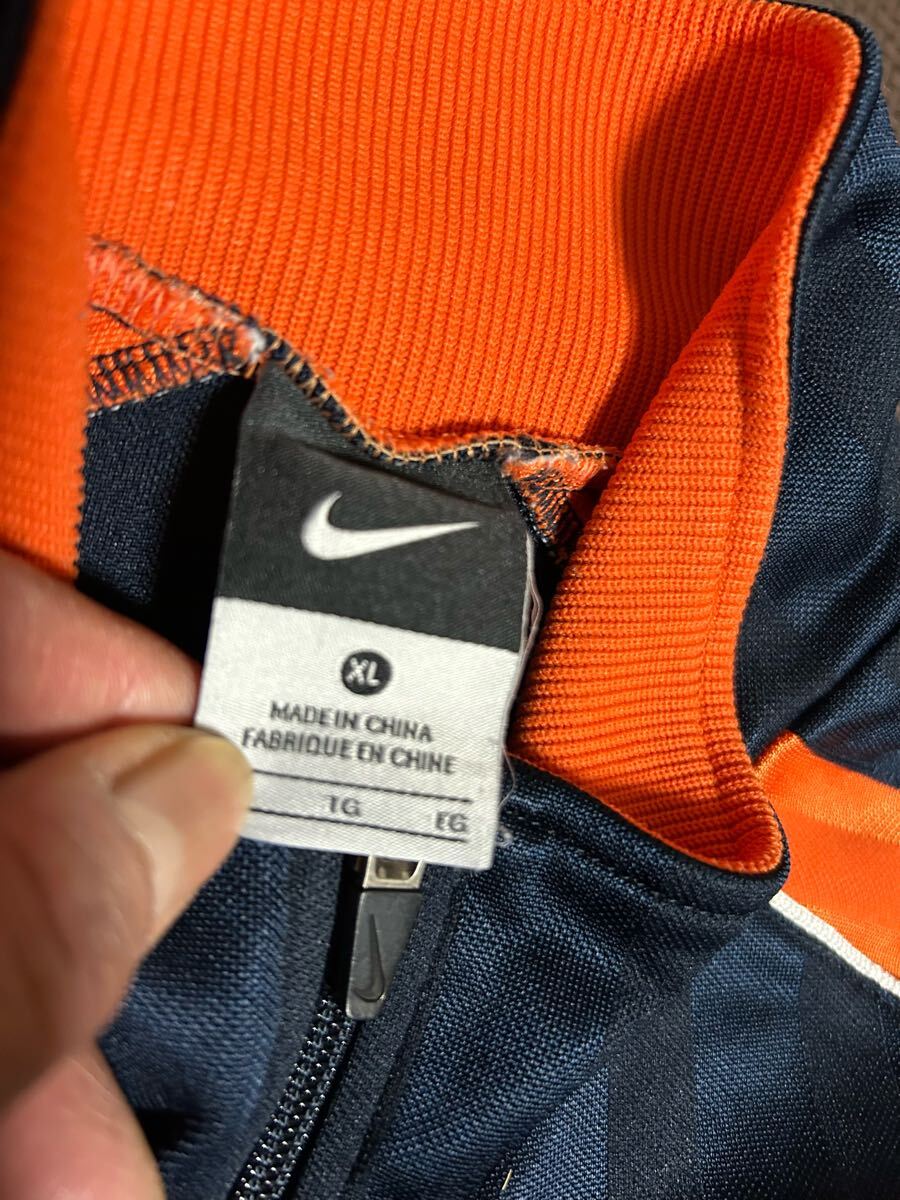 XL
MADE IN CHINA
FABRIQUE EN CHINE
TG EG